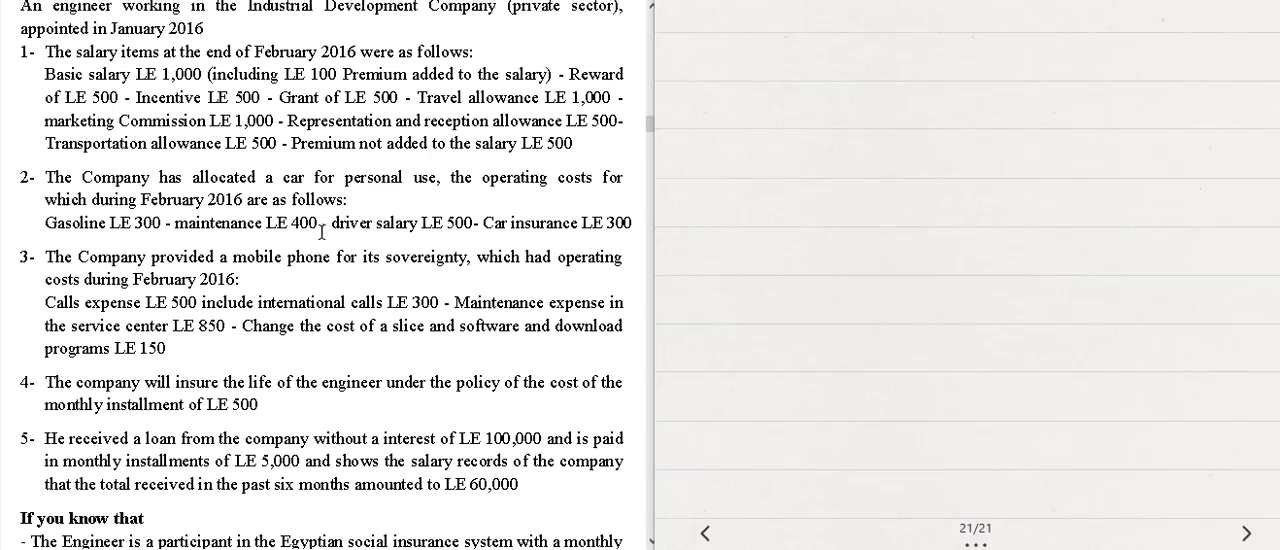 An engineer working in the Industrial Development Company (private sector),
appointed in January 2016
1- The salary items at the end of February 2016 were as follows:
Basic salary LE 1,000 (including LE 100 Premium added to the salary) - Reward
of LE 500 - Incentive LE 500 - Grant of LE 500 - Travel allowance LE 1,000 -
marketing Commission LE 1,000 - Representation and reception allowance LE 500-
Transportation allowance LE 500 - Premium not added to the salary LE 500
2- The Company has allocated a car for personal use, the operating costs for
which during February 2016 are as follows:
Gasoline LE 300 - maintenance LE 400- driver salary LE 500- Car insurance LE 300
3- The Company provided a mobile phone for its sovereignty, which had operating
costs during February 2016:
Calls expense LE 500 include international calls LE 300 - Maintenance expense in
the service center LE 850 - Change the cost of a slice and software and download
programs LE 150
4- The company will insure the life of the engineer under the policy of the cost of the
monthly installment of LE 500
5- He received a loan from the company without a interest of LE 100,000 and is paid
in monthly installments of LE 5,000 and shows the salary records of the company
that the total received in the past six months amounted to LE 60,000
If you know that
- The Engineer is a participant in the Egyptian social insurance system with a monthly
21/21